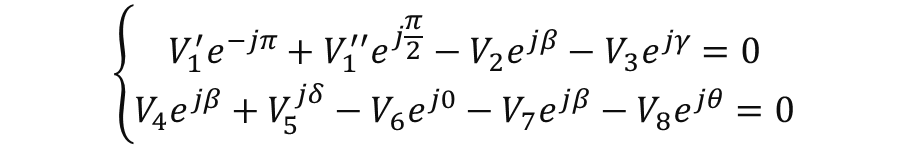 V₁′e^{-jπ} + V₁′′e^{j\frac{π}{2}} − V₂e^{jβ} − V₃e^{jγ} = 0
V₄e^{jβ} + V₅^{jδ} − V₆e^{j0} − V₇e^{jβ} − V₈e^{jθ} = 0